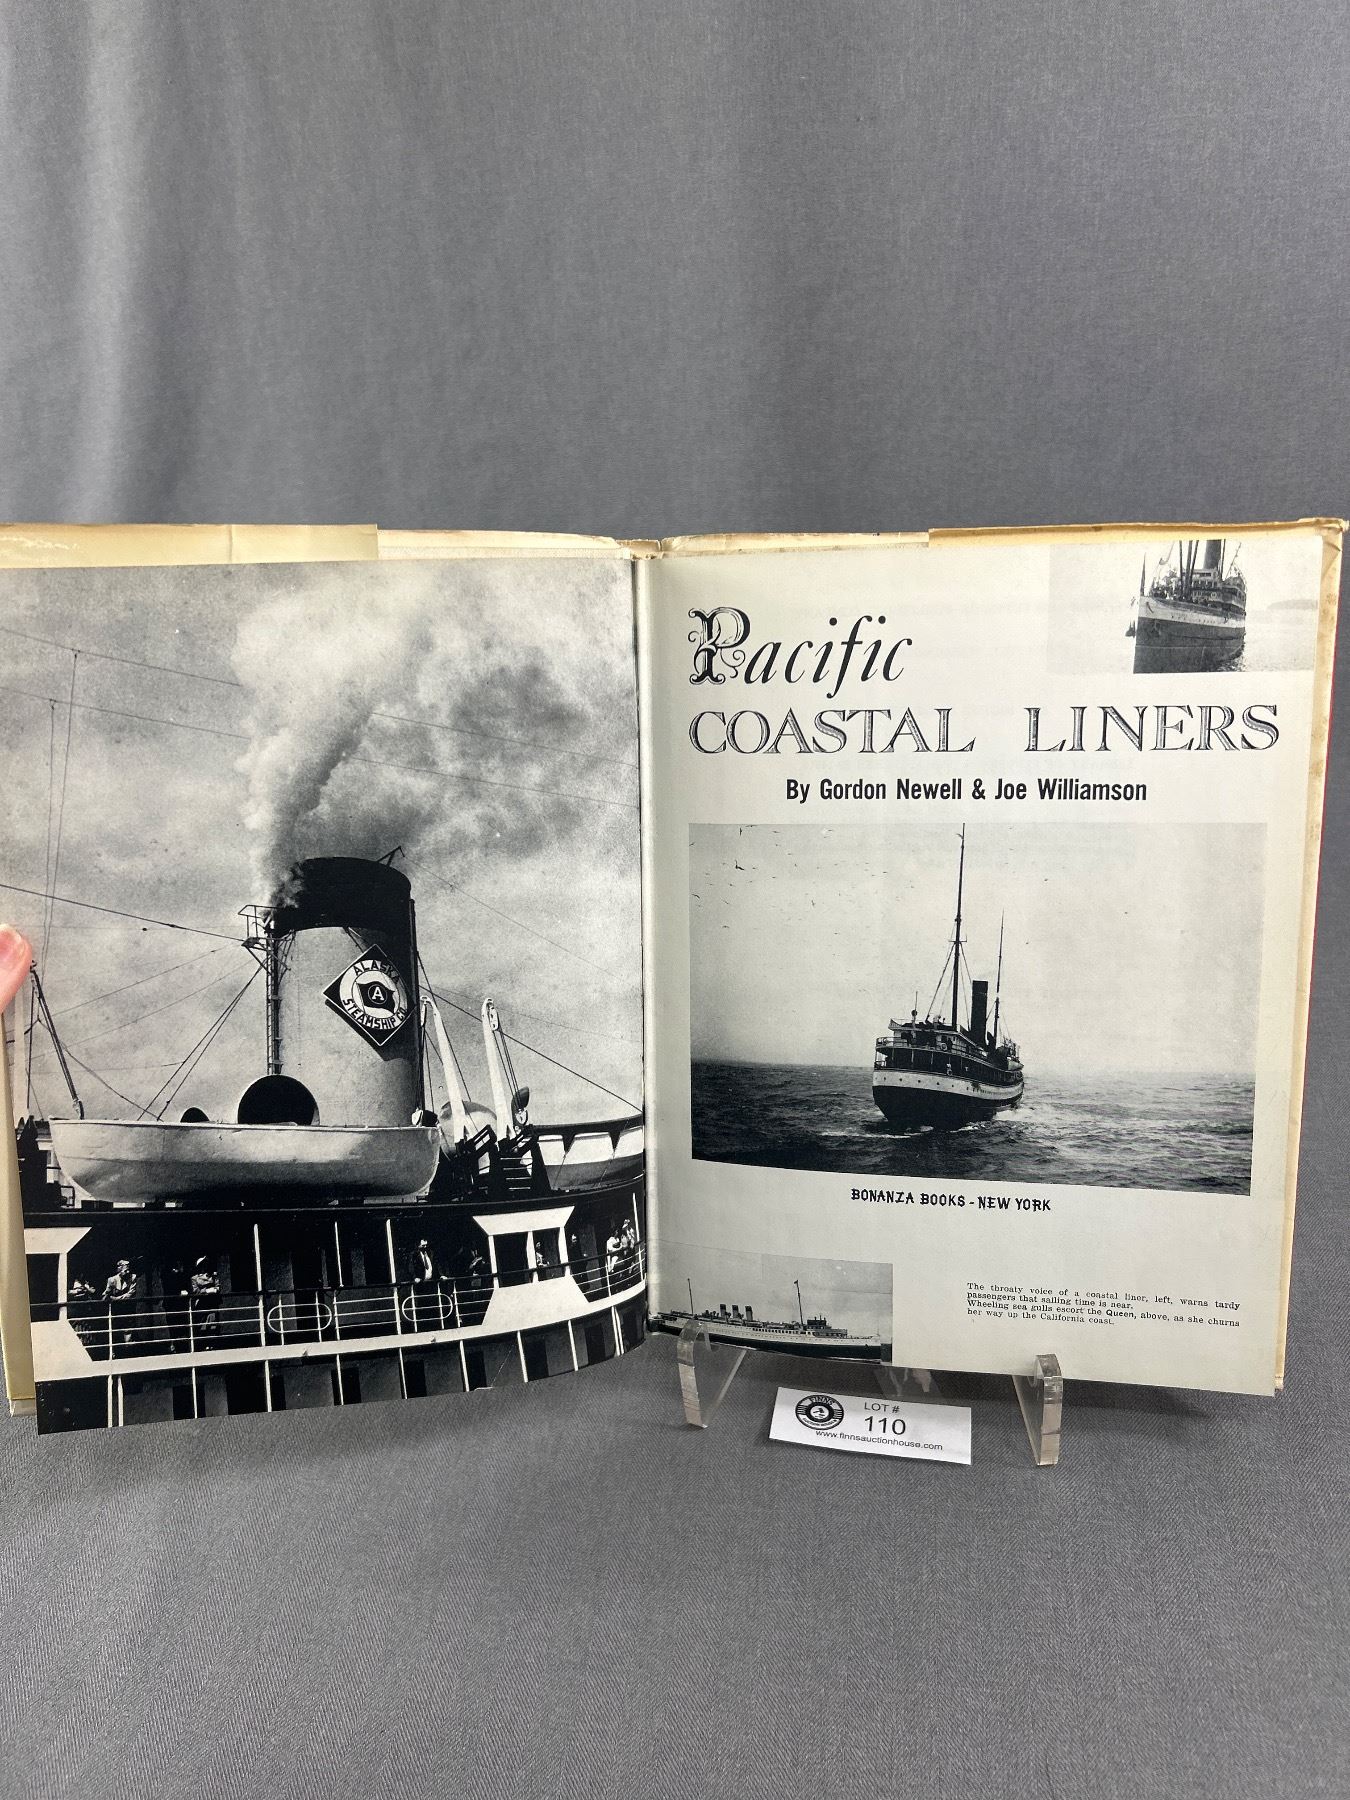 ALASKA
A
STEAMSHIP CO.
Pacific
COASTAL LINERS
By Gordon Newell & Joe Williamson
BONANZA BOOKS - NEW YORK
The throaty voice of a coastal liner, left, warns tardy
passengers that sailing time is near.
Wheeling sea gulls escort the Queen, above, as she churns
her way up the California coast.
FINNS
LOT #
110
www.finnsauctionhouse.com